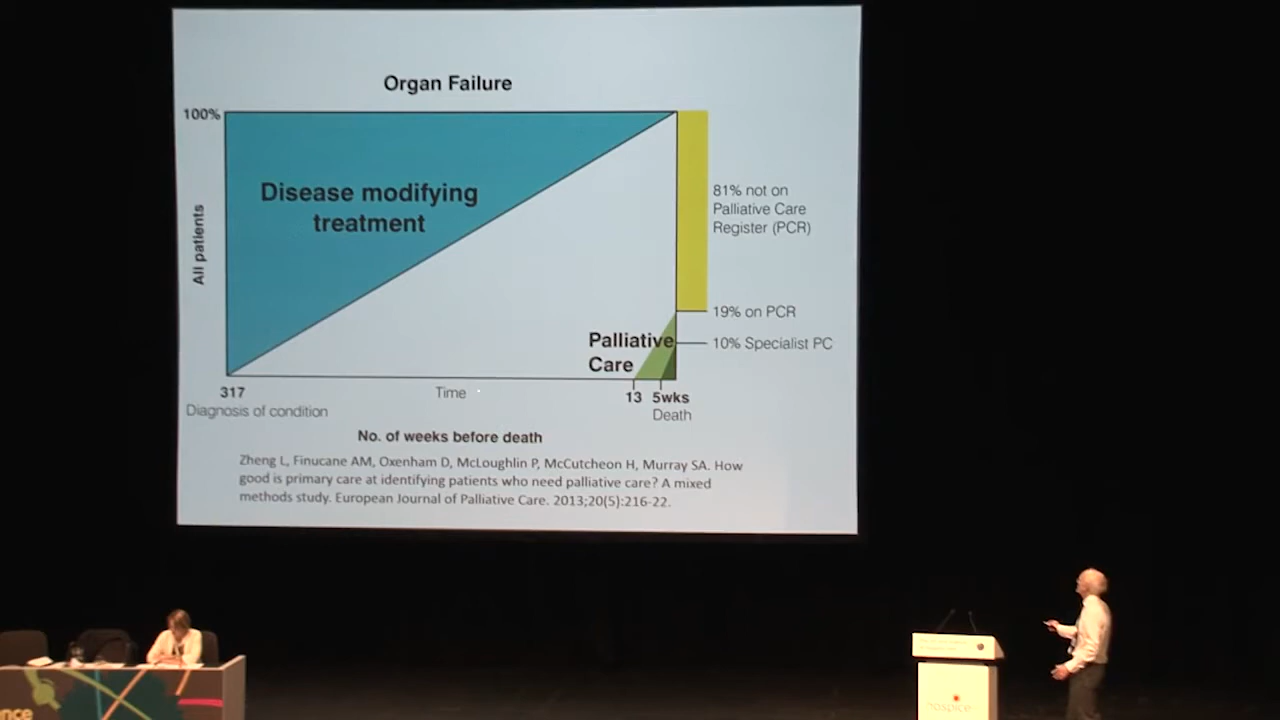 Organ Failure
100%
Disease modifying
treatment
All patients
81% not on
Palliative Care
Register (PCR)
19% on PCR
Palliative
Care
10% Specialist PC
317
Time
13 5wks
Diagnosis of condition
Death
No. of weeks before death
Zheng L, Finucane AM, Oxenham D, McLoughlin P, McCutcheon H, Murray SA. How
good is primary care at identifying patients who need palliative care? A mixed
methods study. European Journal of Palliative Care. 2013;20(5):216-22.
hospice
nce